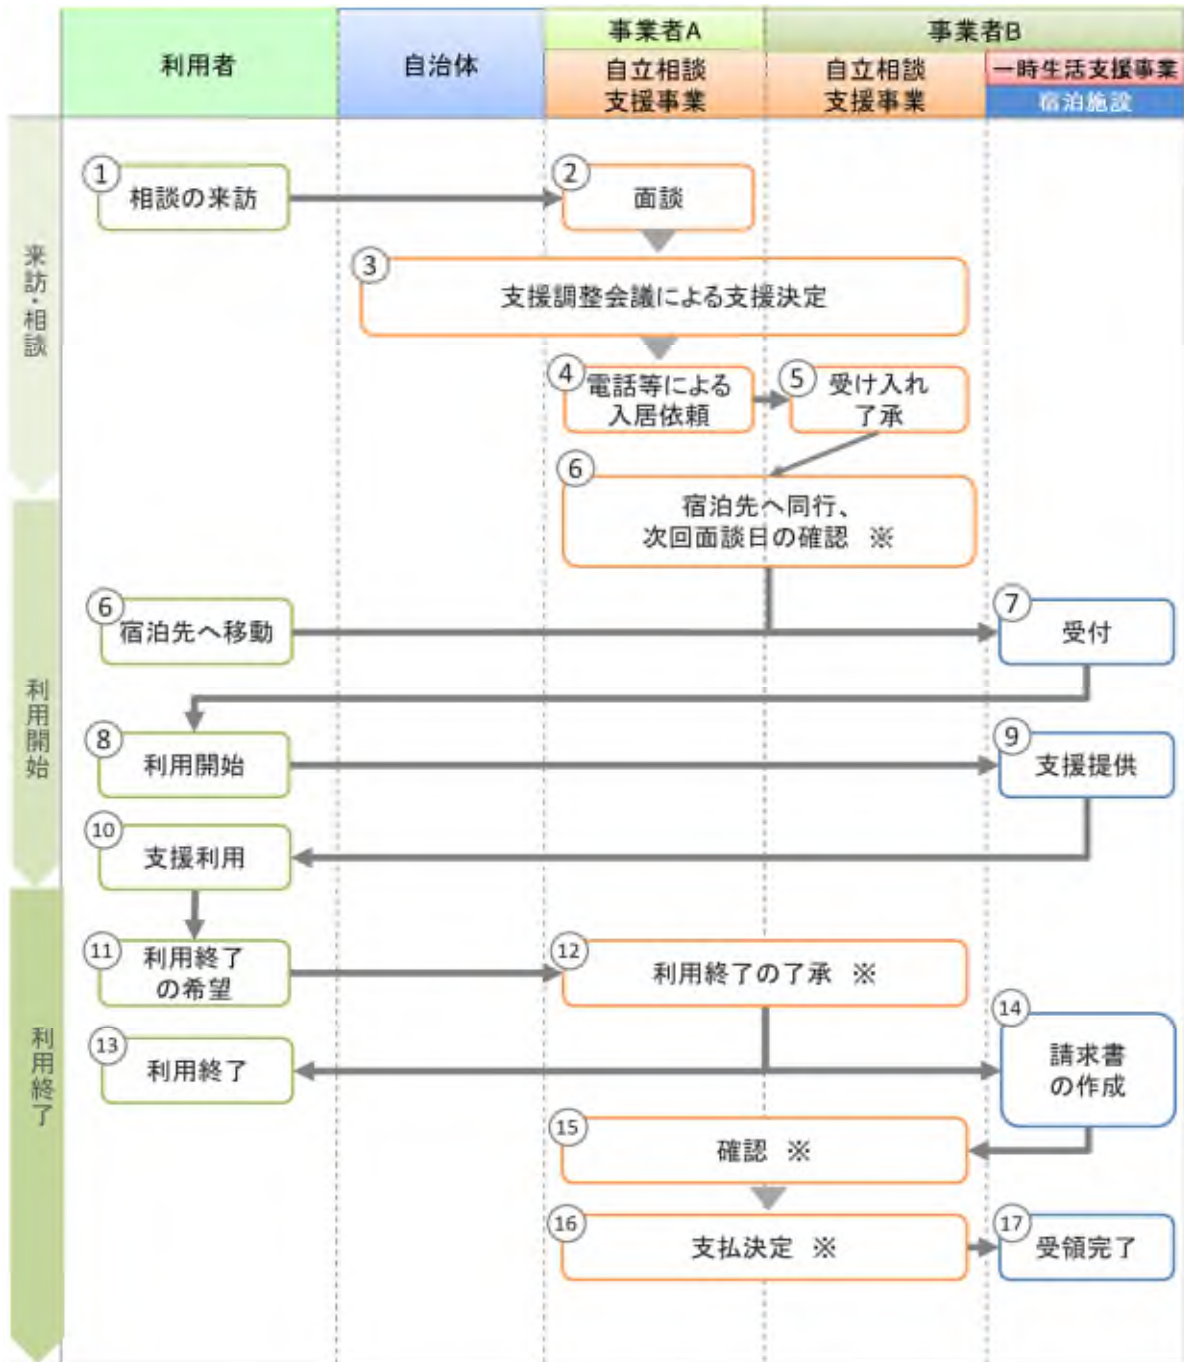 利用者
自治体
事業者A
事業者B
自立相談
支援事業
自立相談
支援事業
一時生活支援事業
宿泊施設
来訪・相談
① 相談の来訪
② 面談
③ 支援調整会議による支援決定
④ 電話等による
入居依頼
⑤ 受け入れ
了承
⑥ 宿泊先へ同行、
次回面談日の確認 ※
利用開始
⑥ 宿泊先へ移動
⑦ 受付
⑧ 利用開始
⑨ 支援提供
⑩ 支援利用
利用終了
⑪ 利用終了
の希望
⑫ 利用終了の了承 ※
⑬ 利用終了
⑭ 請求書
の作成
⑮ 確認 ※
⑯ 支払決定 ※
⑰ 受領完了